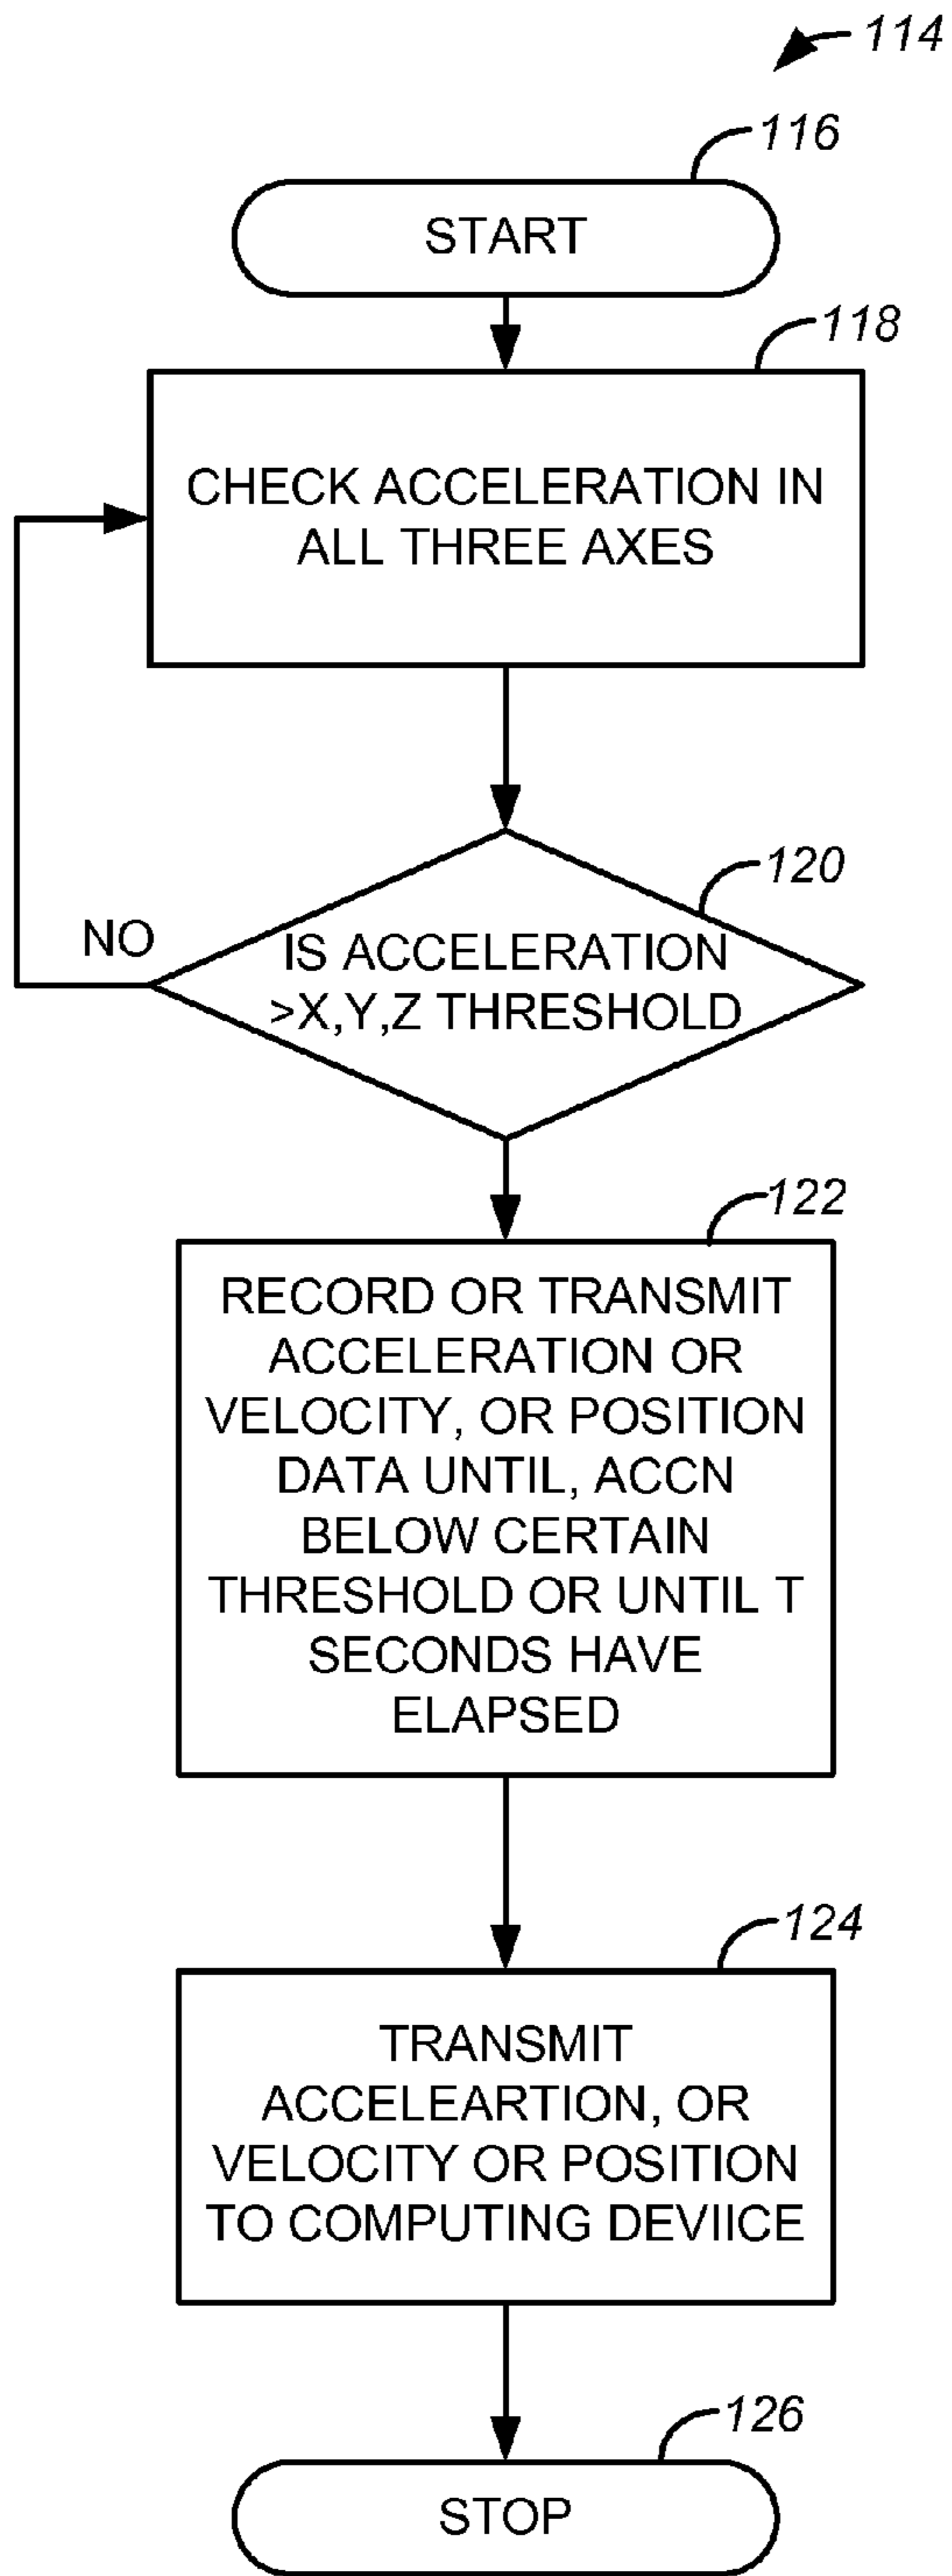 114
116
START
118
CHECK ACCELERATION IN
ALL THREE AXES
120
NO
IS ACCELERATION
>X,Y,Z THRESHOLD
122
RECORD OR TRANSMIT
ACCELERATION OR
VELOCITY, OR POSITION
DATA UNTIL, ACCN
BELOW CERTAIN
THRESHOLD OR UNTIL T
SECONDS HAVE
ELAPSED
124
TRANSMIT
ACCELEARTION, OR
VELOCITY OR POSITION
TO COMPUTING DEVIICE
126
STOP